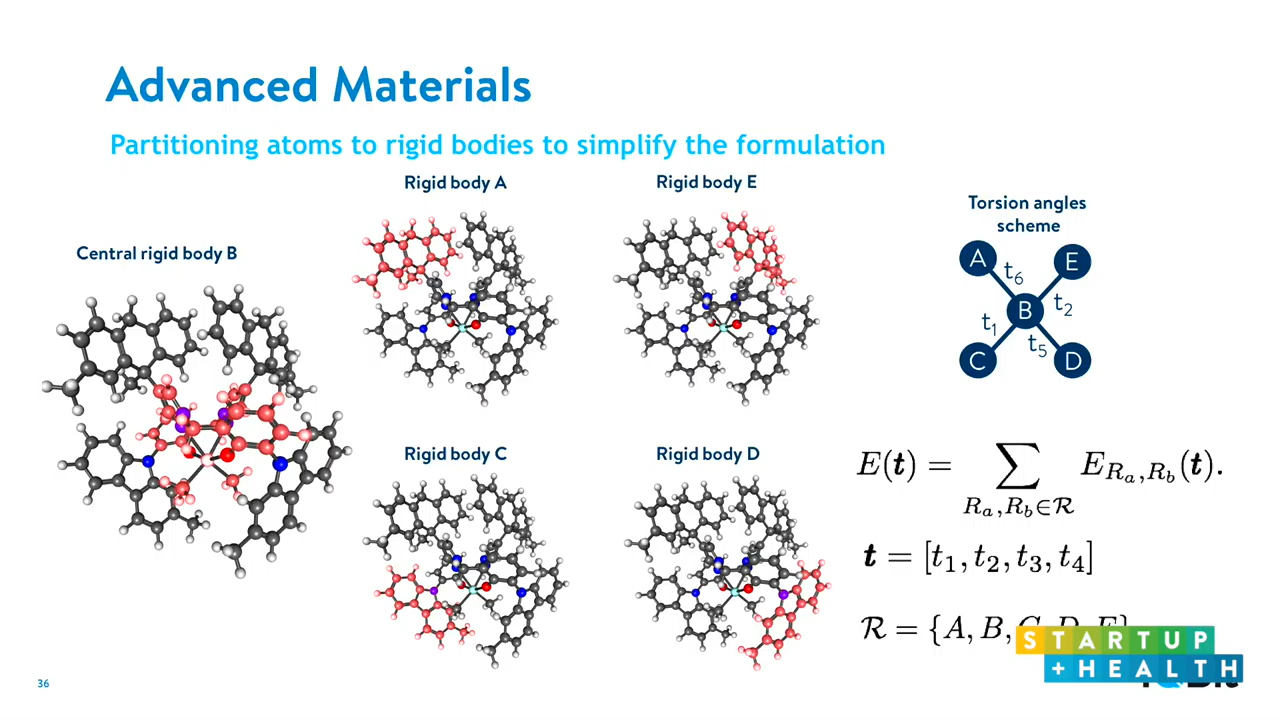 Advanced Materials
Partitioning atoms to rigid bodies to simplify the formulation
Central rigid body B
Rigid body A
Rigid body E
Rigid body C
Rigid body D
Torsion angles
scheme
A
E
t₆
B
t₂
t₁
t₅
C
D
E(t) = ∑ E_{R_a,R_b}(t).
R_a,R_b∈ℛ
t = [t₁, t₂, t₃, t₄]
ℛ = {A, B, C, D, E}
STARTUP
+HEALTH
36